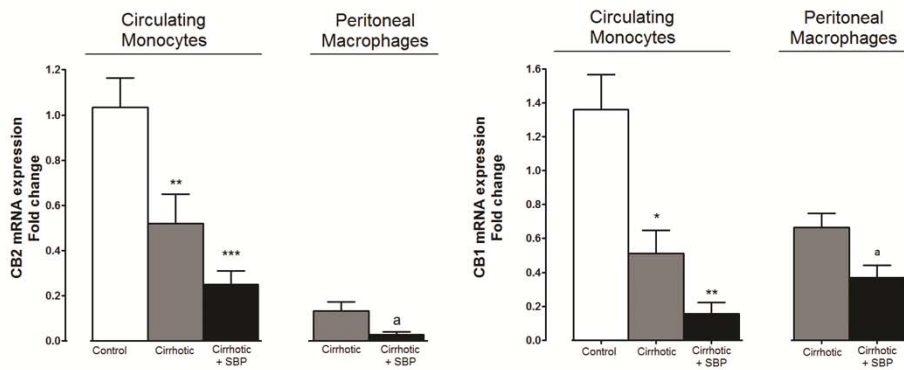 Circulating
Monocytes
Peritoneal
Macrophages
CB2 mRNA expression
Fold change
1.2
1.0
0.8
0.6
0.4
0.2
0.0
**
***
a
Control
Cirrhotic
Cirrhotic
+ SBP
Cirrhotic
Cirrhotic
+ SBP
Circulating
Monocytes
Peritoneal
Macrophages
CB1 mRNA expression
Fold change
1.6
1.4
1.2
1.0
0.8
0.6
0.4
0.2
0.0
*
**
a
Control
Cirrhotic
Cirrhotic
+ SBP
Cirrhotic
Cirrhotic
+ SBP